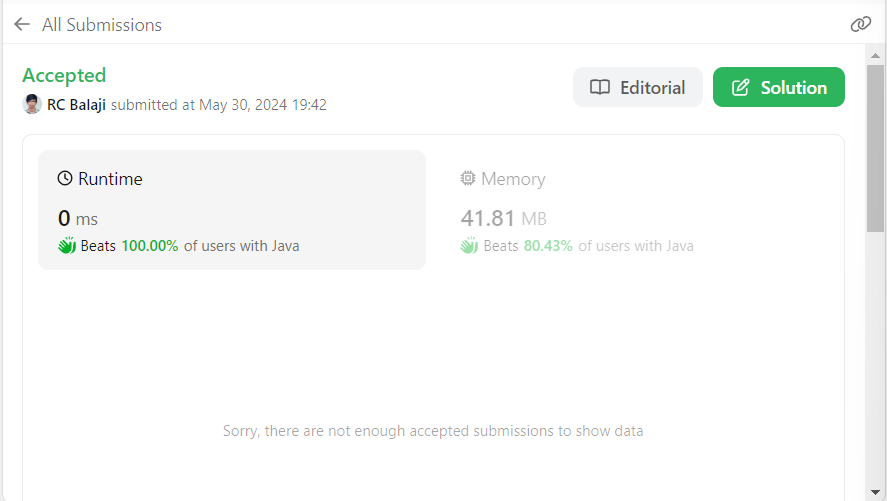 All Submissions
Accepted
RC Balaji submitted at May 30, 2024 19:42
Editorial
Solution
Runtime
0 ms
Beats 100.00% of users with Java
Memory
41.81 MB
Beats 80.43% of users with Java
Sorry, there are not enough accepted submissions to show data